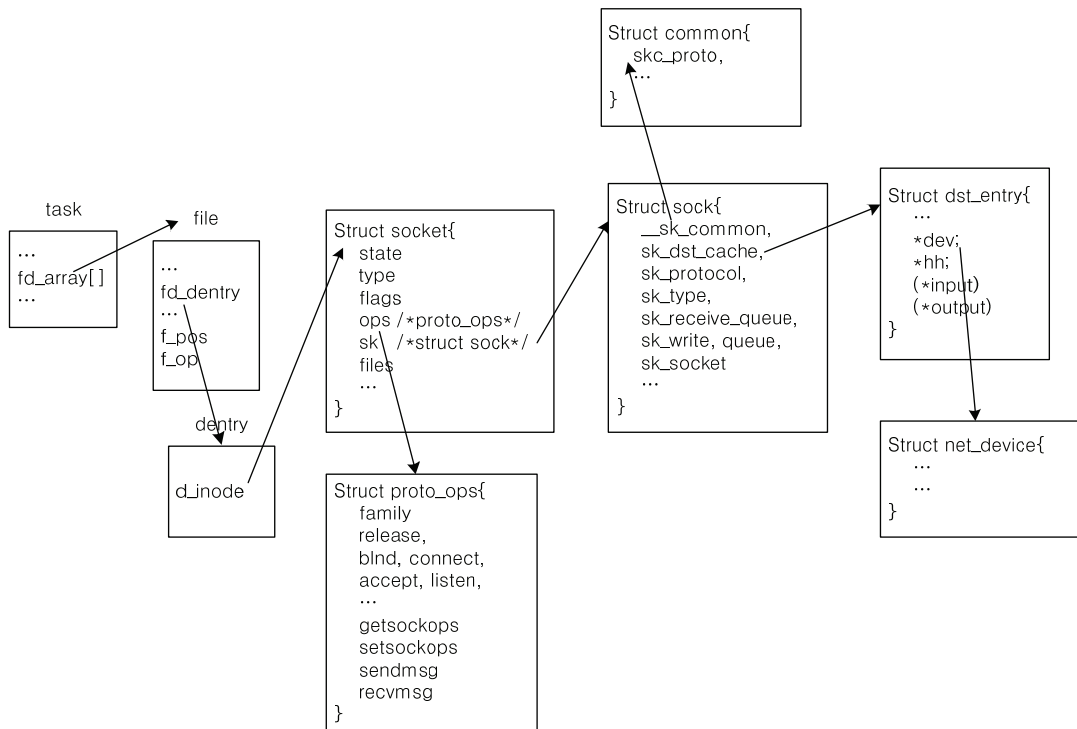 task
...
fd_array[]
...
file
...
fd_dentry
...
f_pos
f_op
dentry
d_inode
Struct socket{
state
type
flags
ops /*proto_ops*/
sk /*struct sock*/
files
...
}
Struct proto_ops{
family
release,
bind, connect,
accept, listen,
...
getsockops
setsockops
sendmsg
recvmsg
}
Struct common{
skc_proto,
...
}
Struct sock{
__sk_common,
sk_dst_cache,
sk_protocol,
sk_type,
sk_receive_queue,
sk_write, queue,
sk_socket
...
}
Struct dst_entry{
...
*dev;
*hh;
(*input)
(*output)
}
Struct net_device{
...
...
}